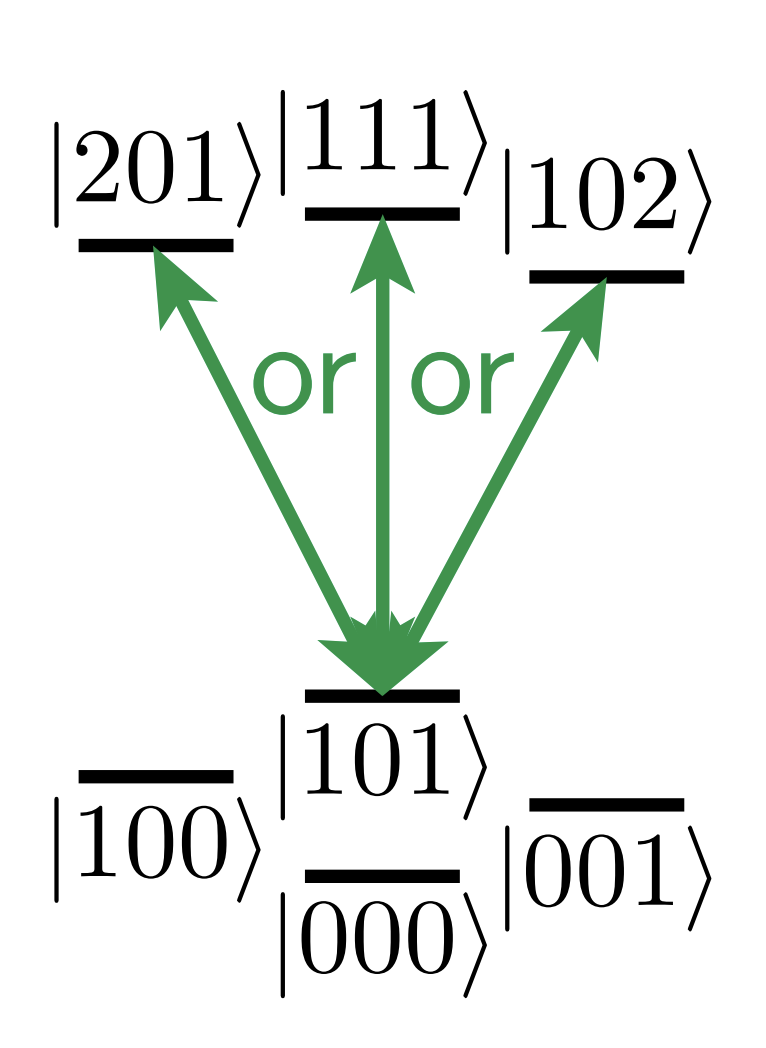 |201⟩ |111⟩ |102⟩
or or
|101⟩
|100⟩ |001⟩
|000⟩